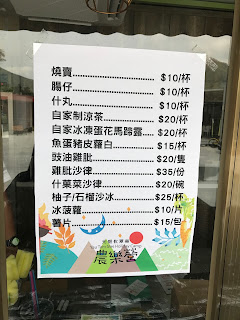 燒賣........................ $10/杯
腸仔........................ $10/杯
什丸........................ $10/杯
自家制涼茶............... $20/杯
自家冰凍蛋花馬蹄露..... $20/杯
魚蛋豬皮蘿白............ $15/杯
豉油雞肶.................. $20/隻
雞肶沙律.................. $35/份
什菓菜沙律............... $20/碗
柚子/石榴沙冰........... $25/杯
冰菠蘿..................... $10/片
薯片........................ $15/包
農樂營